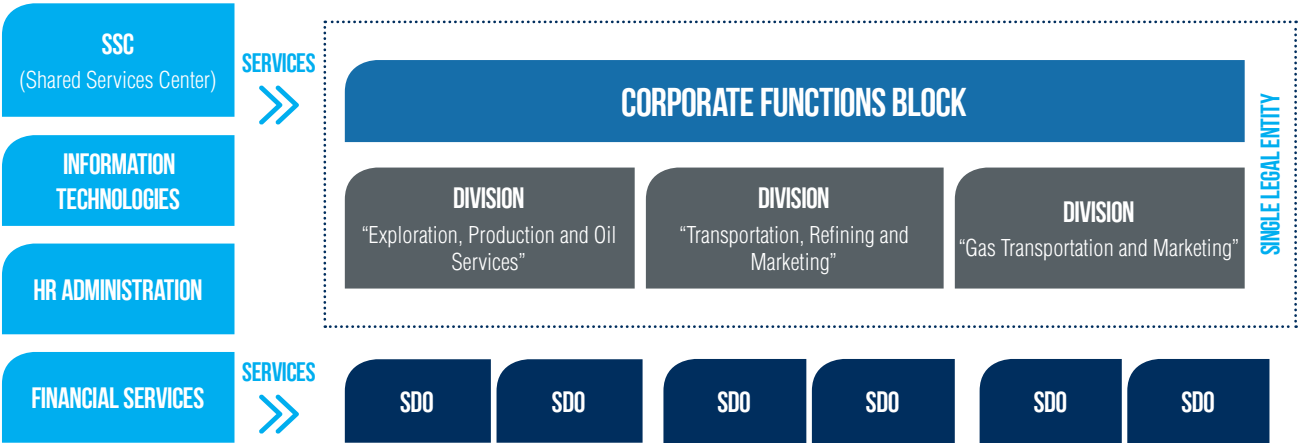 SSC
(Shared Services Center)
SERVICES
INFORMATION
TECHNOLOGIES
HR ADMINISTRATION
FINANCIAL SERVICES
SERVICES
CORPORATE FUNCTIONS BLOCK
DIVISION
“Exploration, Production and Oil
Services”
DIVISION
“Transportation, Refining and
Marketing”
DIVISION
“Gas Transportation and Marketing”
SINGLE LEGAL ENTITY
SDO
SDO
SDO
SDO
SDO
SDO